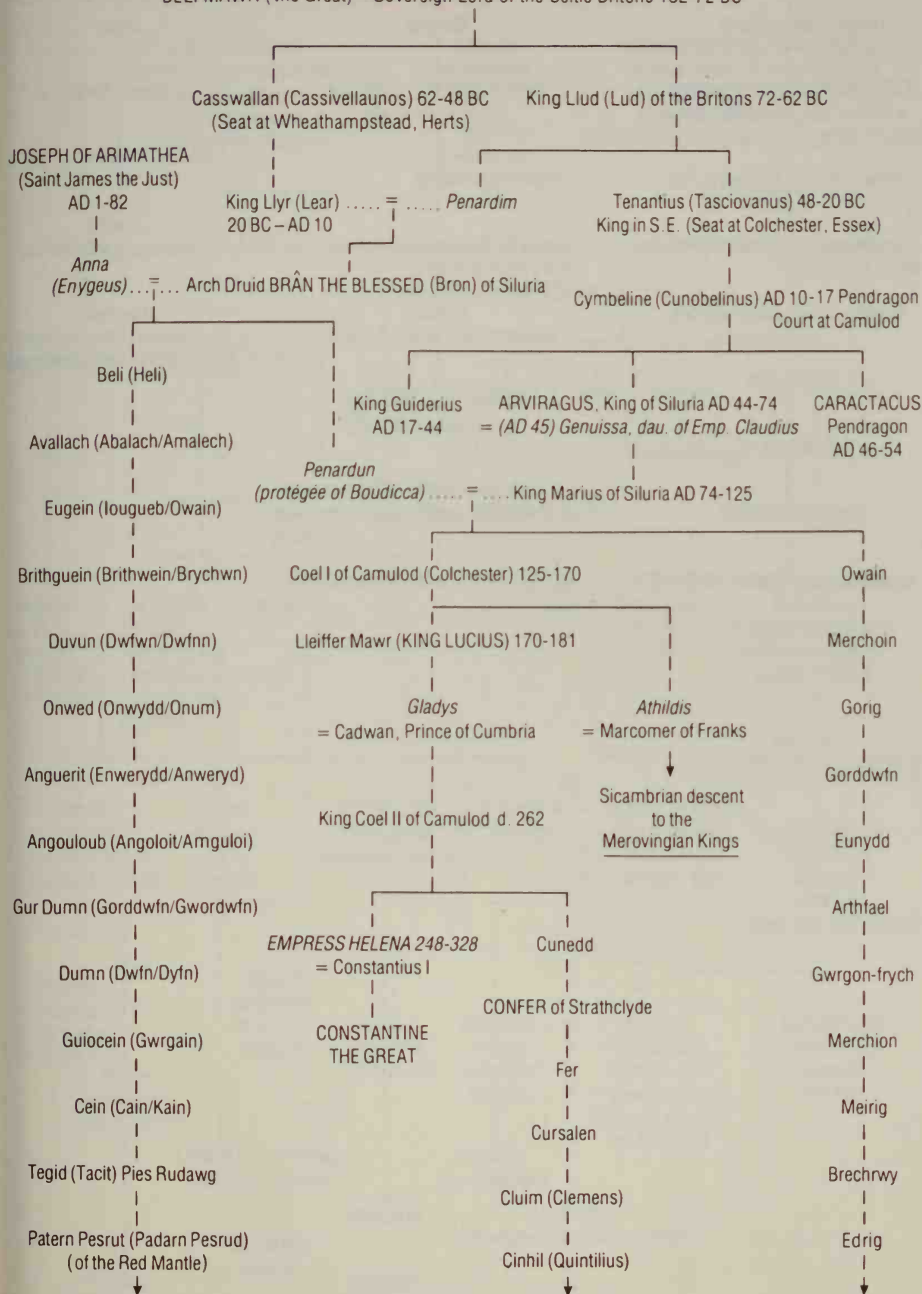 Casswallan (Cassivellaunos) 62-48 BC
(Seat at Wheathampstead, Herts)
King Llud (Lud) of the Britons 72-62 BC
JOSEPH OF ARIMATHEA
(Saint James the Just)
AD 1-82
King Llyr (Lear) ..... = ..... Penardim
20 BC – AD 10
Tenantius (Tasciovanus) 48-20 BC
King in S.E. (Seat at Colchester, Essex)
Anna
(Enygeus) ... = ... Arch Druid BRÂN THE BLESSED (Bron) of Siluria
Cymbeline (Cunobelinus) AD 10-17 Pendragon
Court at Camulod
Beli (Heli)
King Guiderius
AD 17-44
ARVIRAGUS, King of Siluria AD 44-74
= (AD 45) Genuissa, dau. of Emp. Claudius
CARACTACUS
Pendragon
AD 46-54
Avallach (Abalach/Amalech)
Penardun
(protégée of Boudicca) ..... = .... King Marius of Siluria AD 74-125
Eugein (Iougueb/Owain)
Brithguein (Brithwein/Brychwn)
Coel I of Camulod (Colchester) 125-170
Owain
Duvun (Dwfwn/Dwfnn)
Lleiffer Mawr (KING LUCIUS) 170-181
Merchoin
Onwed (Onwydd/Onum)
Gladys
= Cadwan, Prince of Cumbria
Athildis
= Marcomer of Franks
Gorig
Anguerit (Enwerydd/Anweryd)
Sicambrian descent
to the
Merovingian Kings
Gorddwfn
Angouloub (Angoloit/Amguloi)
King Coel II of Camulod d. 262
Eunydd
Gur Dumn (Gorddwfn/Gwordwfn)
Arthfael
EMPRESS HELENA 248-328
= Constantius I
Cunedd
Dumn (Dwfn/Dyfn)
Gwrgon-frych
CONSTANTINE
THE GREAT
CONFER of Strathclyde
Guiocein (Gwrgain)
Merchion
Fer
Cein (Cain/Kain)
Meirig
Cursalen
Tegid (Tacit) Pies Rudawg
Brechrwy
Cluim (Clemens)
Patern Pesrut (Padarn Pesrud)
(of the Red Mantle)
Cinhil (Quintilius)
Edrig